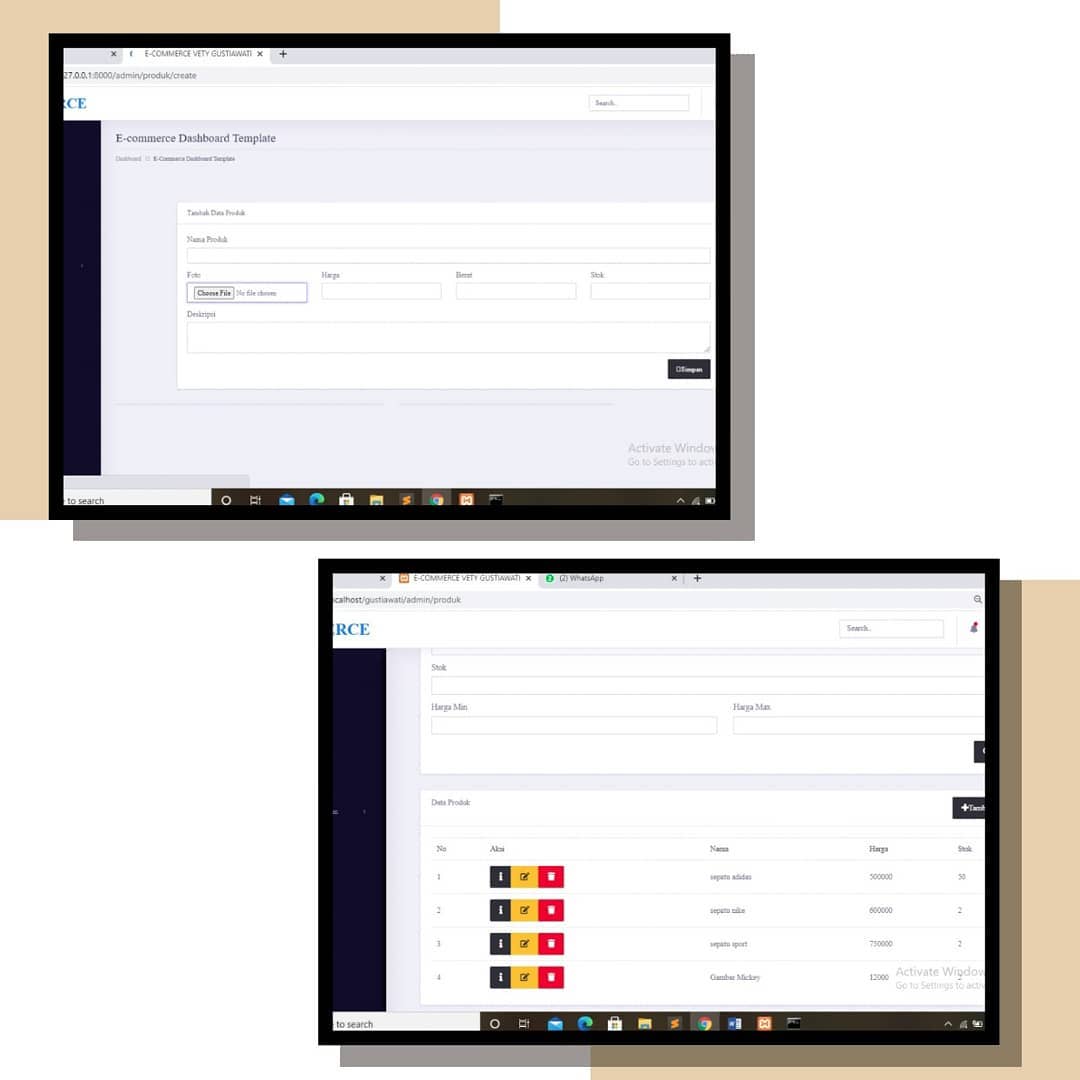 E-COMMERCE VETY GUSTIAWATI
27.0.0.1:8000/admin/produk/create
RCE
Search..
E-commerce Dashboard Template
Dashboard E-Commerce Dashboard Template
Tambah Data Produk
Nama Produk
Foto Harga Berat Stok
Choose File No file chosen
Deskripsi
Simpan
Activate Window
Go to Settings to acti
to search
E-COMMERCE VETY GUSTIAWATI (2) WhatsApp
calhost/gustiawati/admin/produk
ERCE
Search..
Stok
Harga Min Harga Max
Data Produk
Tamb
No Aksi Nama Harga Stok
1 sepatu adidas 500000 50
2 sepatu nike 600000 2
3 sepatu sport 750000 2
4 Gambar Mickey 12000 2
Activate Window
Go to Settings to activ
to search